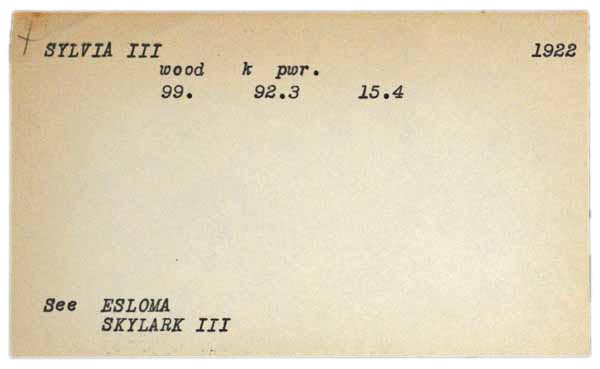 SYLVIA III 1922
wood k pwr.
99. 92.3 15.4
See ESLOMA
SKYLARK III